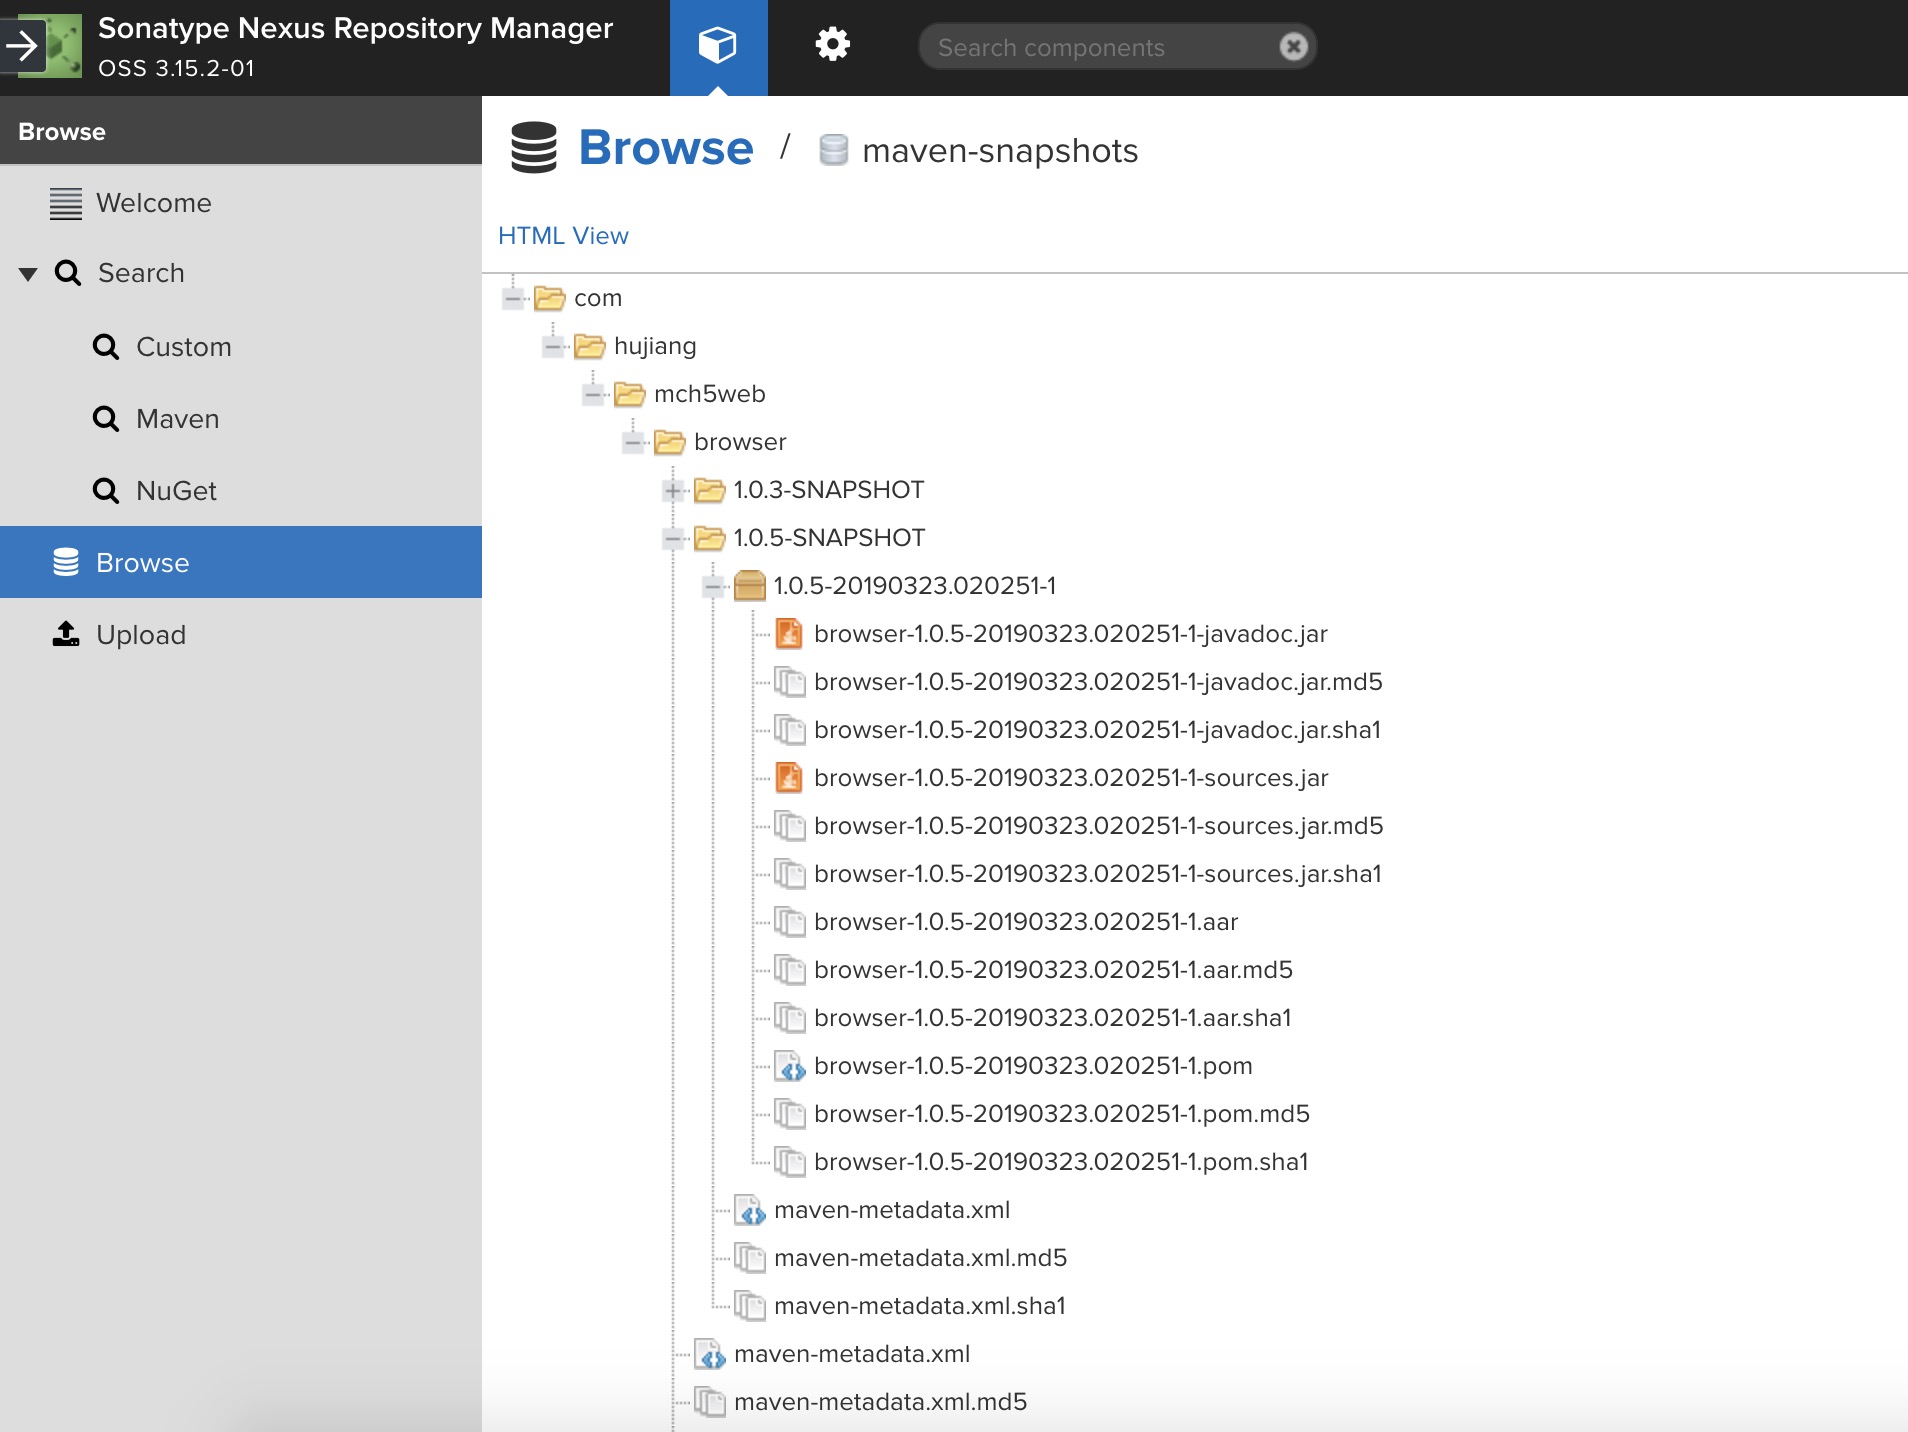 Sonatype Nexus Repository Manager
OSS 3.15.2-01
Search components
Browse
Welcome
Search
Custom
Maven
NuGet
Browse
Upload
Browse / maven-snapshots
HTML View
com
hujiang
mch5web
browser
1.0.3-SNAPSHOT
1.0.5-SNAPSHOT
1.0.5-20190323.020251-1
browser-1.0.5-20190323.020251-1-javadoc.jar
browser-1.0.5-20190323.020251-1-javadoc.jar.md5
browser-1.0.5-20190323.020251-1-javadoc.jar.sha1
browser-1.0.5-20190323.020251-1-sources.jar
browser-1.0.5-20190323.020251-1-sources.jar.md5
browser-1.0.5-20190323.020251-1-sources.jar.sha1
browser-1.0.5-20190323.020251-1.aar
browser-1.0.5-20190323.020251-1.aar.md5
browser-1.0.5-20190323.020251-1.aar.sha1
browser-1.0.5-20190323.020251-1.pom
browser-1.0.5-20190323.020251-1.pom.md5
browser-1.0.5-20190323.020251-1.pom.sha1
maven-metadata.xml
maven-metadata.xml.md5
maven-metadata.xml.sha1
maven-metadata.xml
maven-metadata.xml.md5